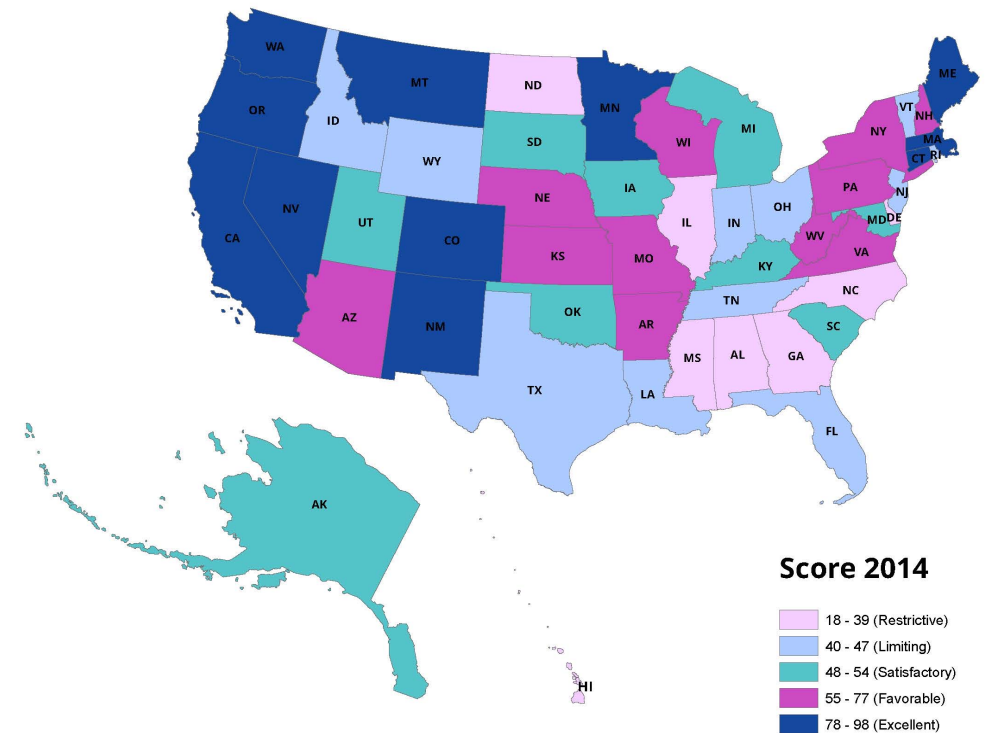 WA
MT
ND
MN
ME
OR
ID
SD
WI
MI
NY
VT
NH
MA
CT
RI
WY
NE
IA
PA
NJ
NV
UT
CO
KS
MO
IL
IN
OH
WV
VA
MD
DE
CA
KY
AZ
NM
OK
AR
TN
NC
SC
TX
LA
MS
AL
GA
FL
AK
HI
Score 2014
18 - 39 (Restrictive)
40 - 47 (Limiting)
48 - 54 (Satisfactory)
55 - 77 (Favorable)
78 - 98 (Excellent)